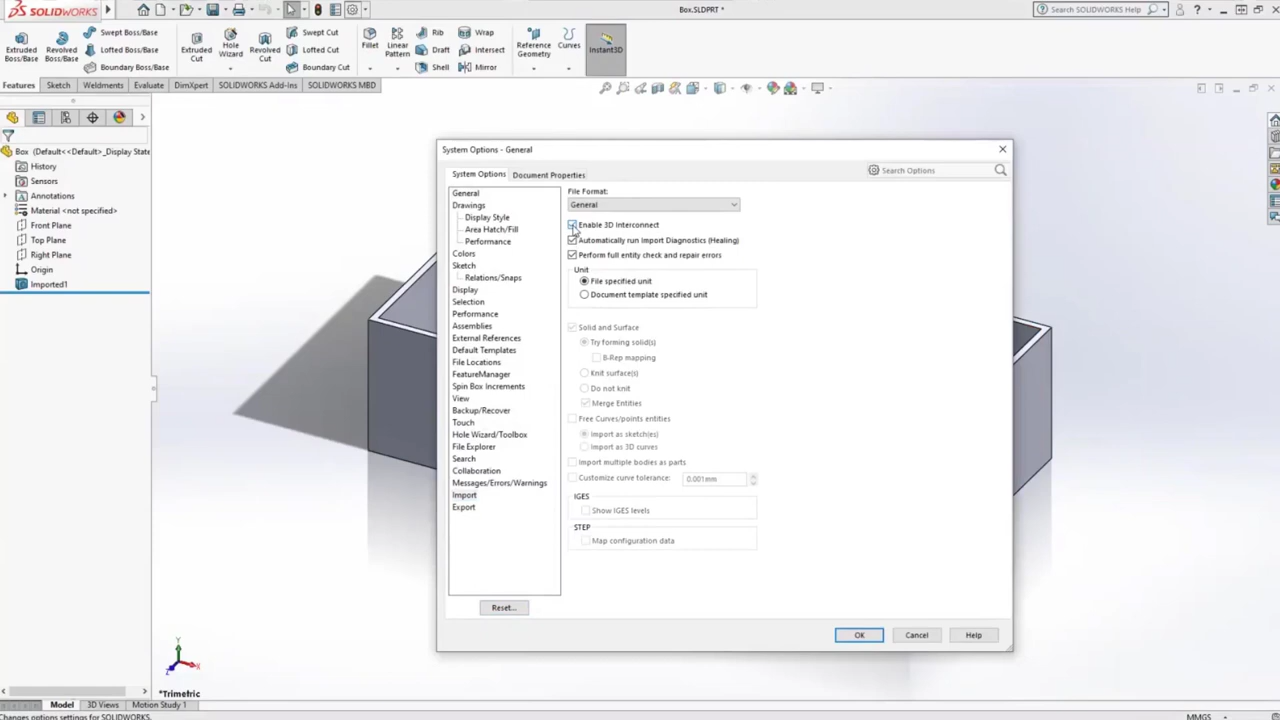 SOLIDWORKS
Box.SLDPRT *
Search SOLIDWORKS Help
Extruded Boss/Base
Revolved Boss/Base
Swept Boss/Base
Lofted Boss/Base
Boundary Boss/Base
Extruded Cut
Hole Wizard
Revolved Cut
Swept Cut
Lofted Cut
Boundary Cut
Fillet
Linear Pattern
Rib
Draft
Shell
Wrap
Intersect
Mirror
Reference Geometry
Curves
Instant3D
Features
Sketch
Weldments
Evaluate
DimXpert
SOLIDWORKS Add-Ins
SOLIDWORKS MBD
Box (Default<<Default>_Display State
History
Sensors
Annotations
Material <not specified>
Front Plane
Top Plane
Right Plane
Origin
Imported1
System Options - General
System Options
Document Properties
Search Options
General
Drawings
Display Style
Area Hatch/Fill
Performance
Colors
Sketch
Relations/Snaps
Display
Selection
Performance
Assemblies
External References
Default Templates
File Locations
FeatureManager
Spin Box Increments
View
Backup/Recover
Touch
Hole Wizard/Toolbox
File Explorer
Search
Collaboration
Messages/Errors/Warnings
Import
Export
Reset...
File Format:
General
Enable 3D Interconnect
Automatically run Import Diagnostics (Healing)
Perform full entity check and repair errors
Unit
File specified unit
Document template specified unit
Solid and Surface
Try forming solid(s)
B-Rep mapping
Knit surface(s)
Do not knit
Merge Entities
Free Curves/points entities
Import as sketch(es)
Import as 3D curves
Import multiple bodies as parts
Customize curve tolerance:
0.001mm
IGES
Show IGES levels
STEP
Map configuration data
OK
Cancel
Help
Y
X
Z
*Trimetric
Model
3D Views
Motion Study 1
Changes options settings for SOLIDWORKS.
MMGS